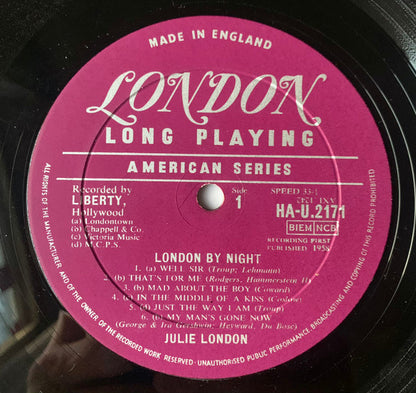 MADE IN ENGLAND
LONDON
LONG PLAYING
AMERICAN SERIES
Recorded by
LIBERTY,
Hollywood
(a) Londontown
(b) Chappell & Co.
(c) Victoria Music
(d) M.C.P.S.
Side
1
SPEED 33⅓
HA-U.2171
BIEM NCB
RECORDING FIRST
PUBLISHED 1958
LONDON BY NIGHT
1. (a) WELL SIR (Troup; Lehmann)
2. (b) THAT'S FOR ME (Rodgers, Hammerstein II)
3. (b) MAD ABOUT THE BOY (Coward)
4. (c) IN THE MIDDLE OF A KISS (Coslow)
5. (d) JUST THE WAY I AM (Troup)
6. (b) MY MAN'S GONE NOW
(George & Ira Gershwin; Heyward, Du Bose)
JULIE LONDON
ALL RIGHTS OF THE MANUFACTURER AND OF THE OWNER OF THE RECORDED WORK RESERVED · UNAUTHORISED PUBLIC PERFORMANCE, BROADCASTING AND COPYING OF THIS RECORD PROHIBITED